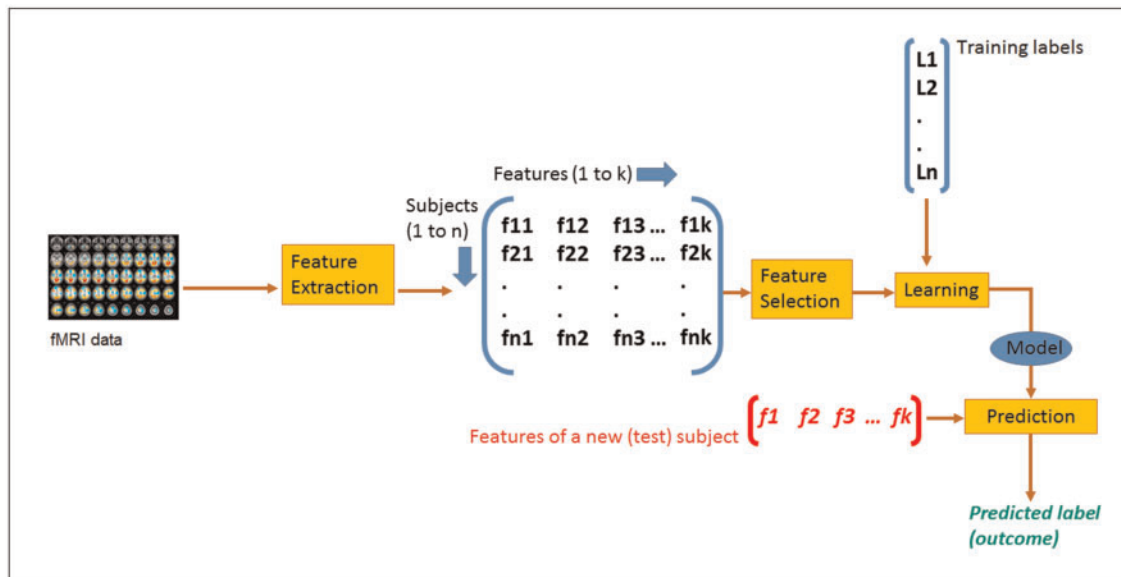 Training labels
L1
L2
.
.
Ln
Features (1 to k)
Subjects
(1 to n)
f11 f12 f13 ... f1k
f21 f22 f23 ... f2k
. . . .
. . . .
fn1 fn2 fn3 ... fnk
fMRI data
Feature
Extraction
Feature
Selection
Learning
Model
Features of a new (test) subject
f1 f2 f3 ... fk
Prediction
Predicted label
(outcome)